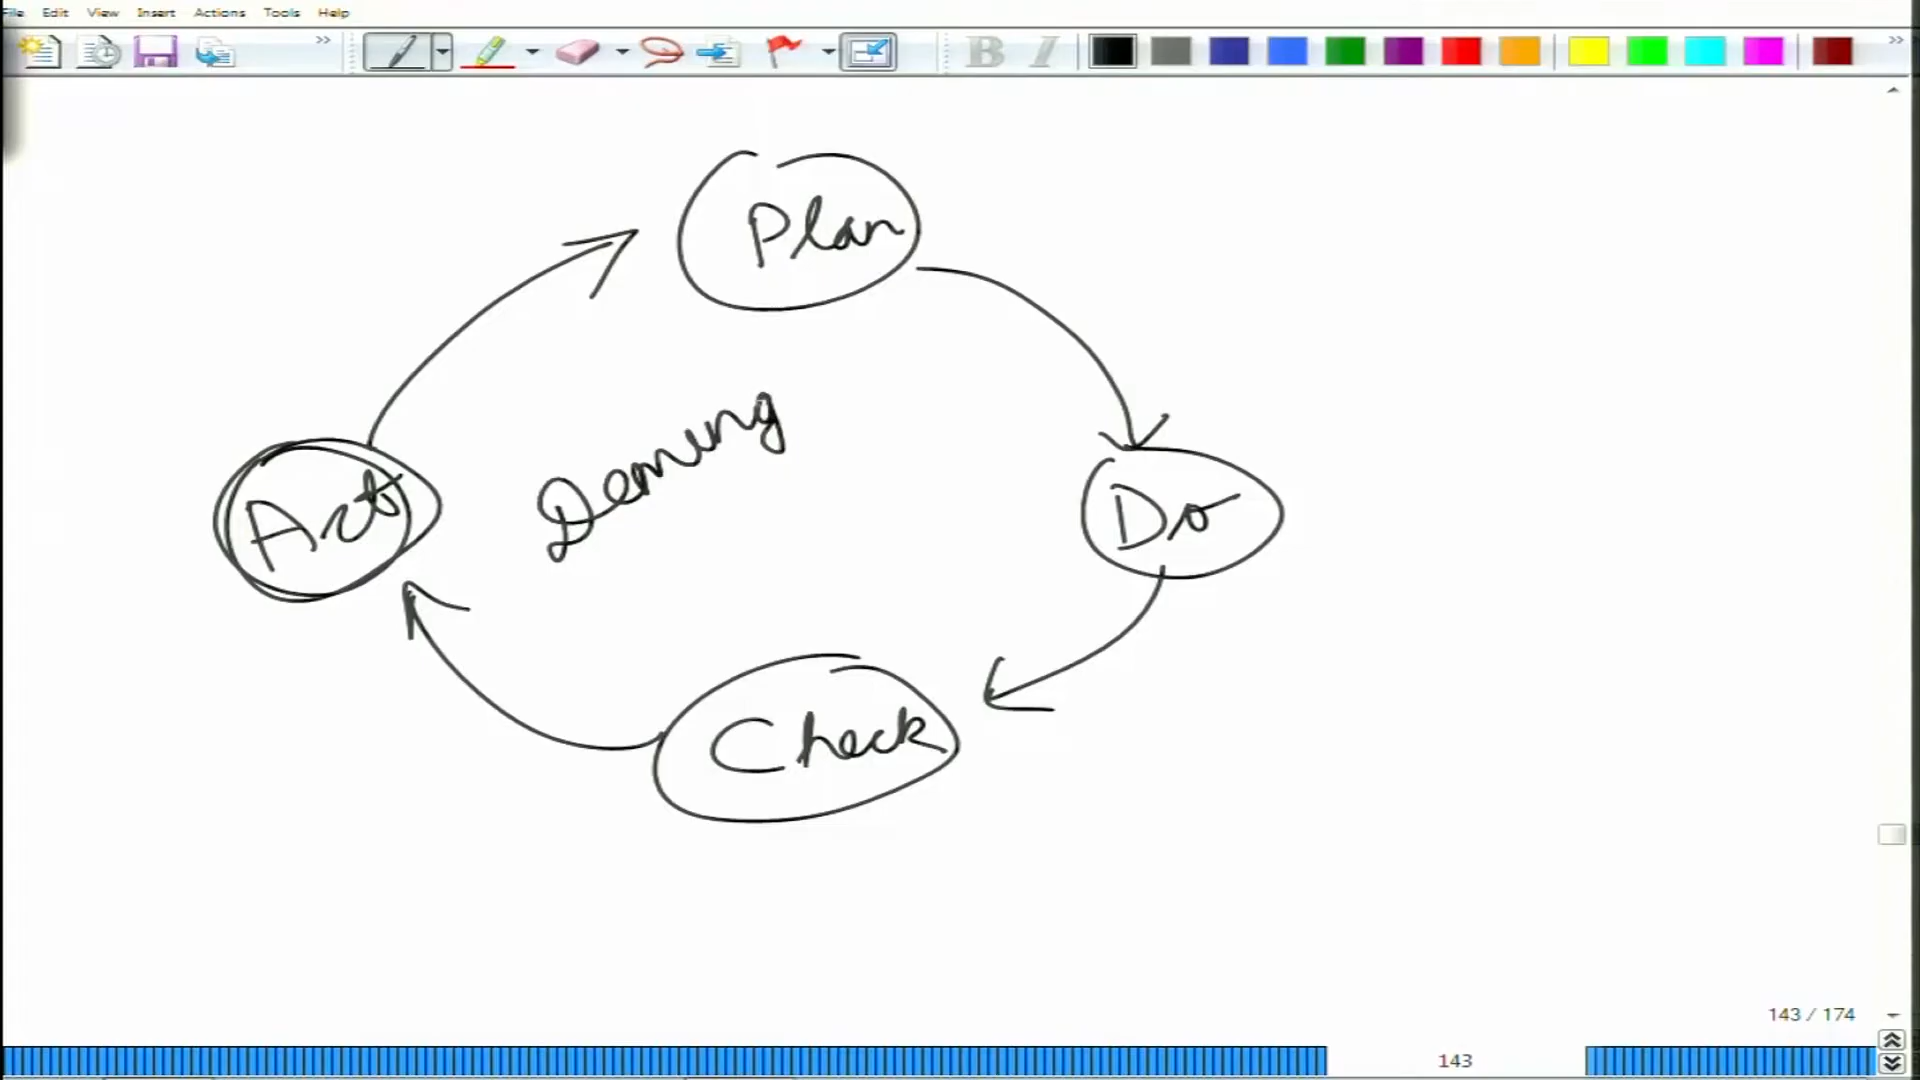 File Edit View Insert Actions Tools Help
B I
Plan
Deming
Act
Do
Check
143 / 174
143